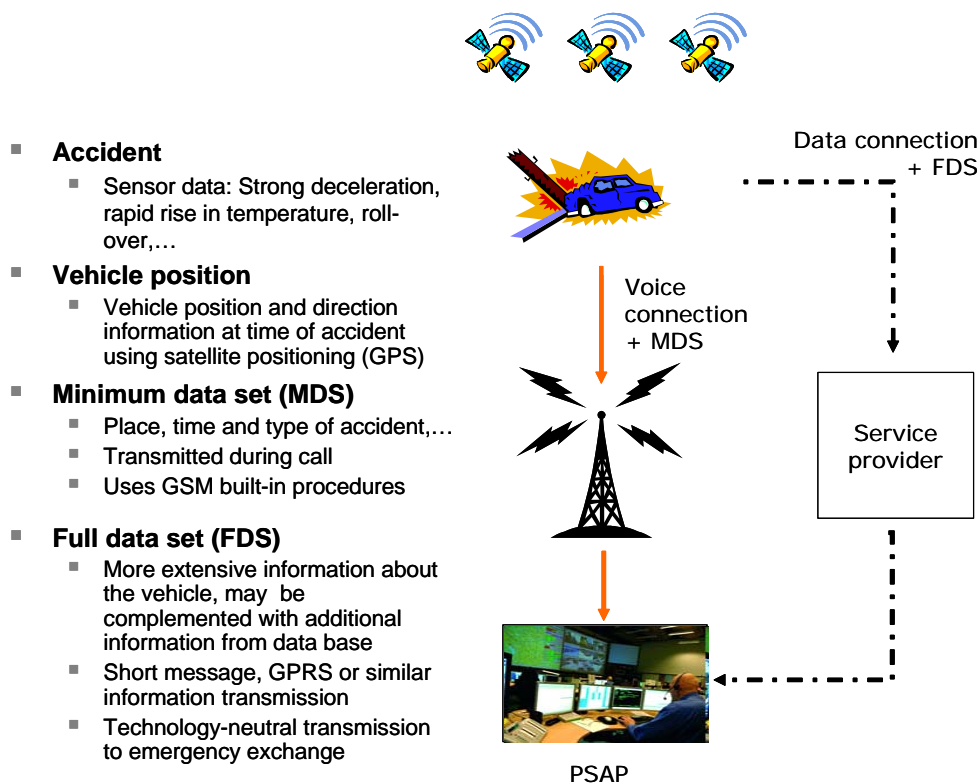 Accident
Sensor data: Strong deceleration,
rapid rise in temperature, roll-
over,…
Vehicle position
Vehicle position and direction
information at time of accident
using satellite positioning (GPS)
Minimum data set (MDS)
Place, time and type of accident,…
Transmitted during call
Uses GSM built-in procedures
Full data set (FDS)
More extensive information about
the vehicle, may be
complemented with additional
information from data base
Short message, GPRS or similar
information transmission
Technology-neutral transmission
to emergency exchange
Data connection
+ FDS
Voice
connection
+ MDS
Service
provider
PSAP